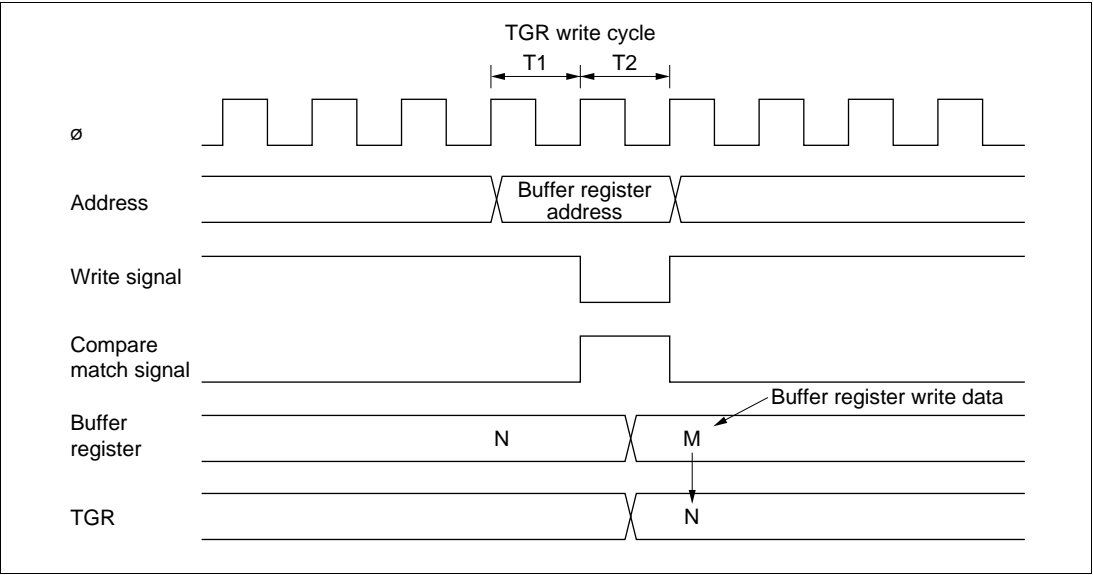 TGR write cycle
T1 T2
ø
Address
Buffer register
address
Write signal
Compare
match signal
Buffer register write data
Buffer
register
N M
TGR
N